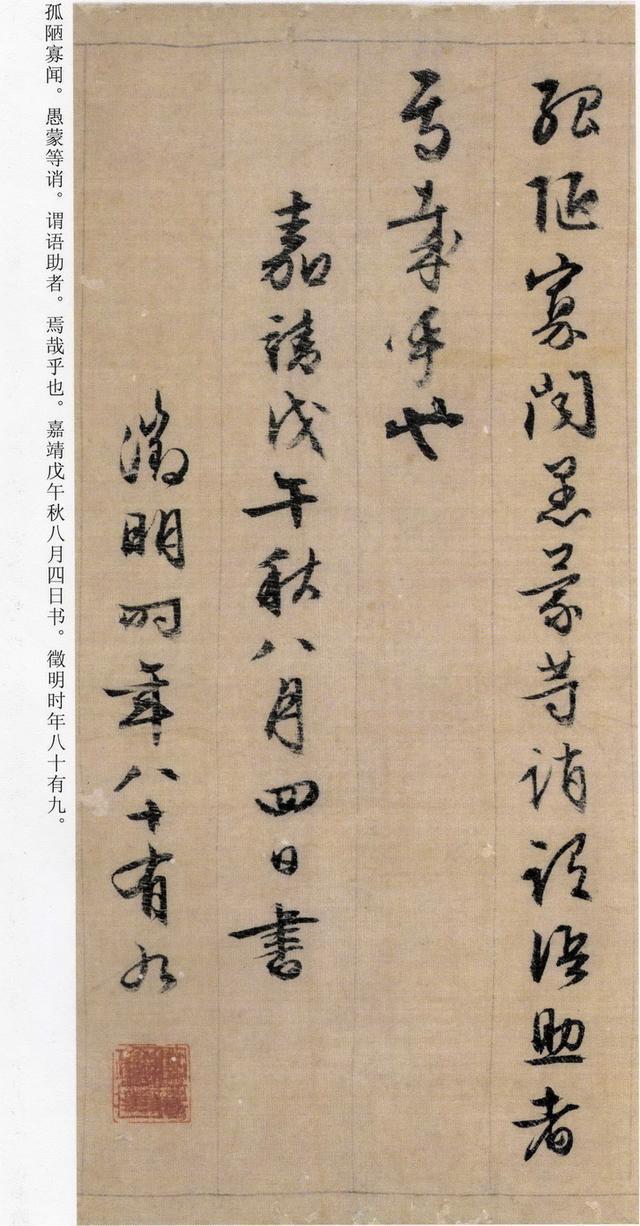 孤陋寡聞愚蒙等誚謂語助者
焉哉乎也
嘉靖戊午秋八月四日書
徵明時年八十有九
孤陋寡闻。愚蒙等诮。谓语助者。焉哉乎也。嘉靖戊午秋八月四日书。徵明时年八十有九。